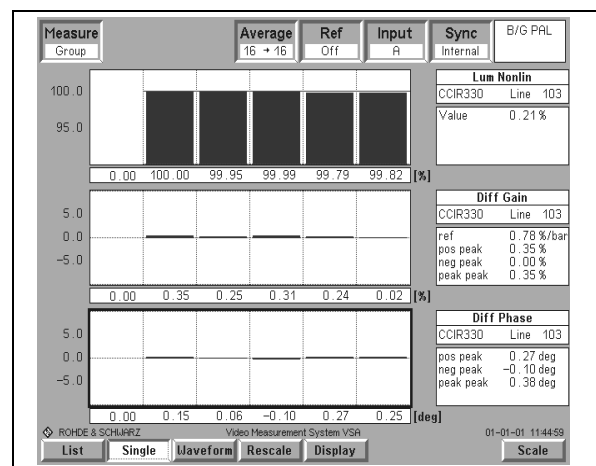 Measure
Group
Average
16 → 16
Ref
Off
Input
A
Sync
Internal
B/G PAL
100.0
95.0
0.00 100.00 99.95 99.99 99.79 99.82 [%]
Lum Nonlin
CCIR330 Line 103
Value 0.21 %
5.0
0.0
-5.0
0.00 0.35 0.25 0.31 0.24 0.02 [%]
Diff Gain
CCIR330 Line 103
ref 0.78 %/bar
pos peak 0.35 %
neg peak 0.00 %
peak peak 0.35 %
5.0
0.0
-5.0
0.00 0.15 0.06 -0.10 0.27 0.25 [deg]
Diff Phase
CCIR330 Line 103
pos peak 0.27 deg
neg peak -0.10 deg
peak peak 0.38 deg
ROHDE & SCHWARZ Video Measurement System VSA 01-01-01 11:44:59
List Single Waveform Rescale Display Scale